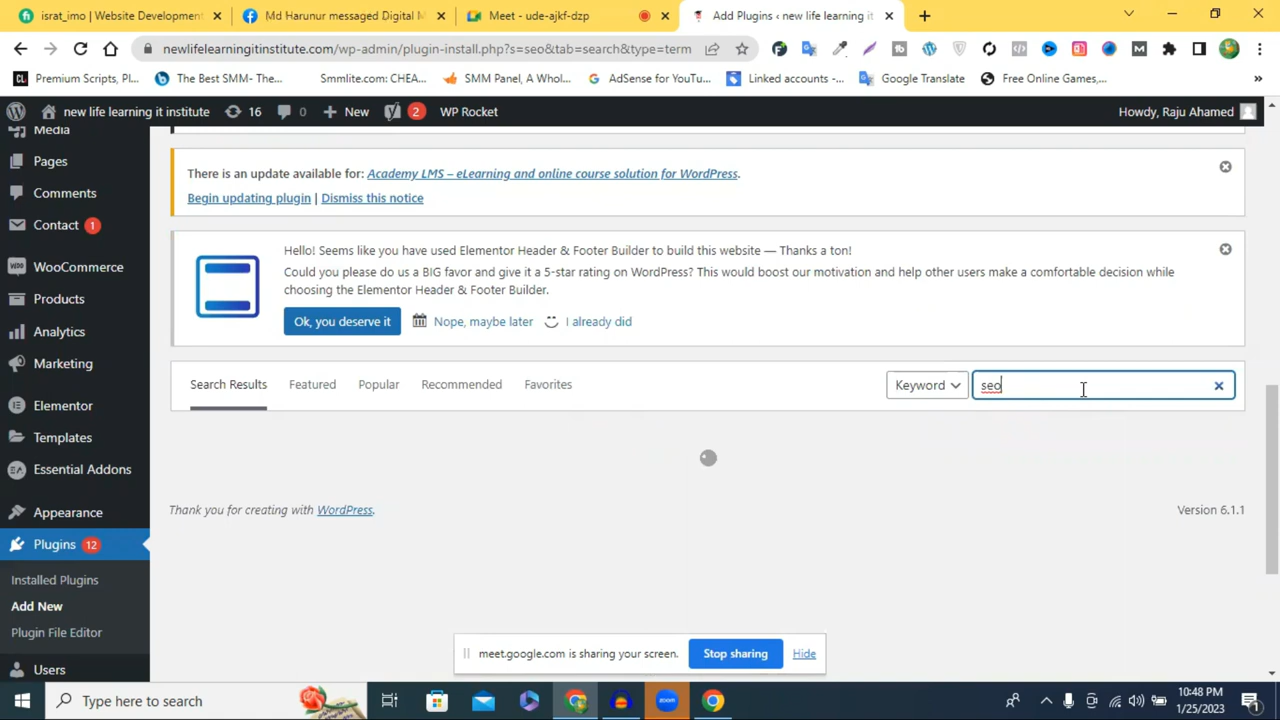 israt_imo | Website Development
Md Harunur messaged Digital M
Meet - ude-ajkf-dzp
Add Plugins ‹ new life learning it i
newlifelearningitinstitute.com/wp-admin/plugin-install.php?s=seo&tab=search&type=term
Premium Scripts, Pl...
The Best SMM- The...
Smmlite.com: CHEA...
SMM Panel, A Whol...
AdSense for YouTu...
Linked accounts -...
Google Translate
Free Online Games,...
new life learning it institute
16
0
New
2
WP Rocket
Howdy, Raju Ahamed
Media
Pages
Comments
Contact 1
WooCommerce
Products
Analytics
Marketing
Elementor
Templates
Essential Addons
Appearance
Plugins 12
Installed Plugins
Add New
Plugin File Editor
Users
There is an update available for: Academy LMS – eLearning and online course solution for WordPress.
Begin updating plugin | Dismiss this notice
Hello! Seems like you have used Elementor Header & Footer Builder to build this website — Thanks a ton!
Could you please do us a BIG favor and give it a 5-star rating on WordPress? This would boost our motivation and help other users make a comfortable decision while
choosing the Elementor Header & Footer Builder.
Ok, you deserve it
Nope, maybe later
I already did
Search Results
Featured
Popular
Recommended
Favorites
Keyword
seo
Thank you for creating with WordPress.
Version 6.1.1
meet.google.com is sharing your screen.
Stop sharing
Hide
Type here to search
10:48 PM
1/25/2023
1